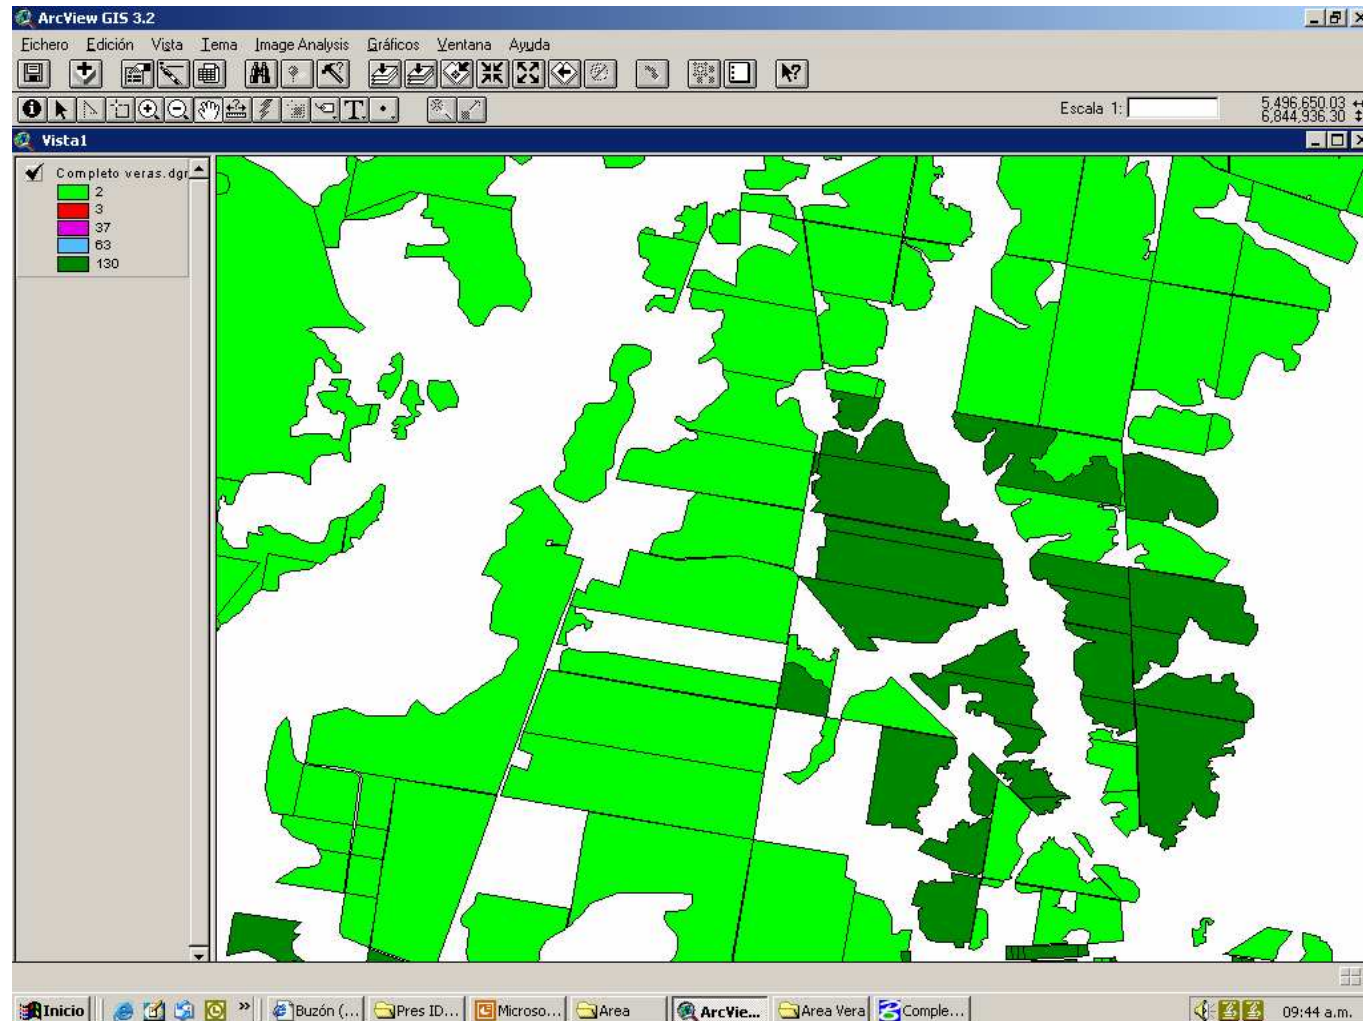 ArcView GIS 3.2
Fichero Edición Vista Tema Image Analysis Gráficos Ventana Ayuda
Escala 1: 5,496,650.03
6,844,936.30
Vista1
Completo veras.dgn
2
3
37
63
130
Inicio » Buzón (... Pres ID... Microso... Area ArcVie... Area Vera Comple... 09:44 a.m.